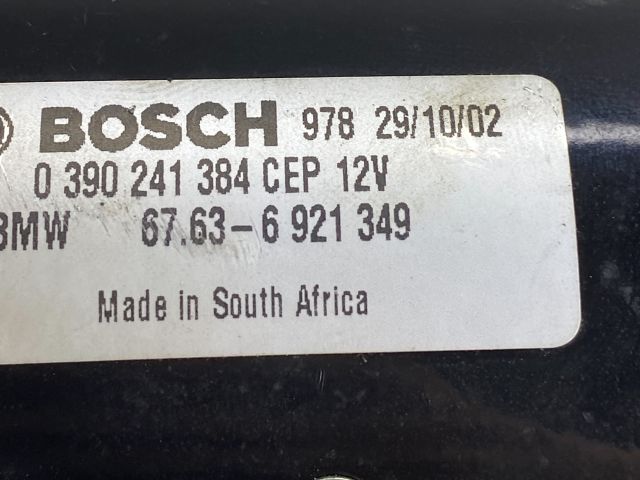 BOSCH 978 29/10/02
0 390 241 384 CEP 12V
BMW 67.63-6 921 349
Made in South Africa